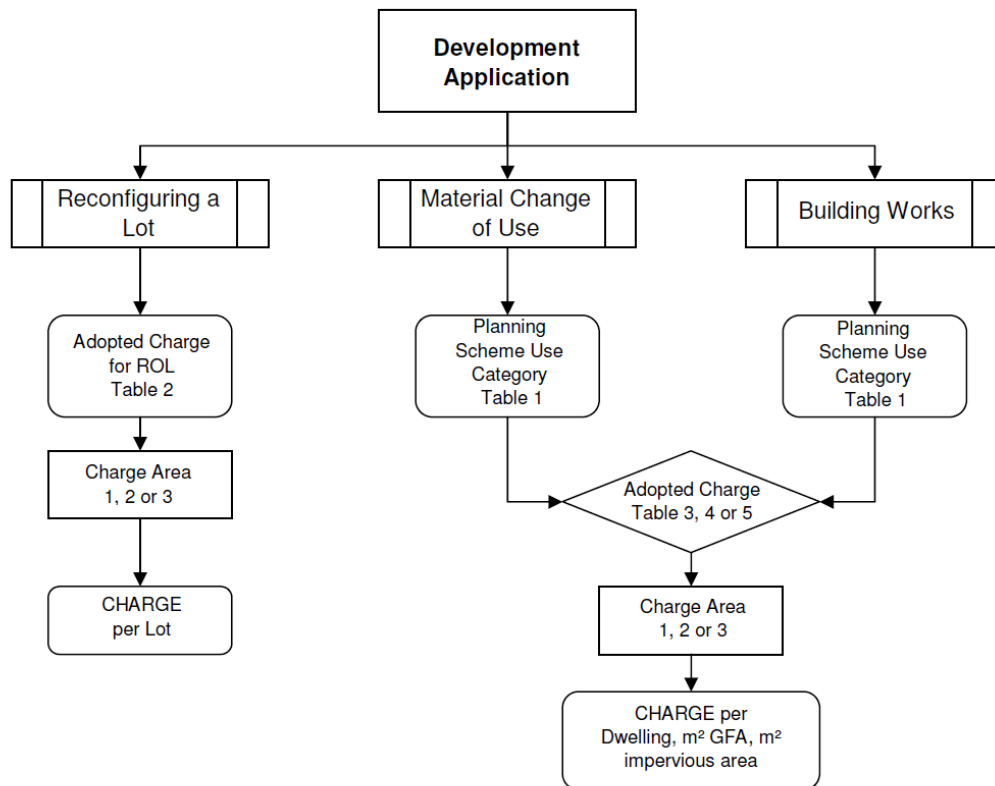 Development
Application
Reconfiguring a
Lot
Material Change
of Use
Building Works
Adopted Charge
for ROL
Table 2
Planning
Scheme Use
Category
Table 1
Planning
Scheme Use
Category
Table 1
Charge Area
1, 2 or 3
Adopted Charge
Table 3, 4 or 5
CHARGE
per Lot
Charge Area
1, 2 or 3
CHARGE per
Dwelling, m² GFA, m²
impervious area